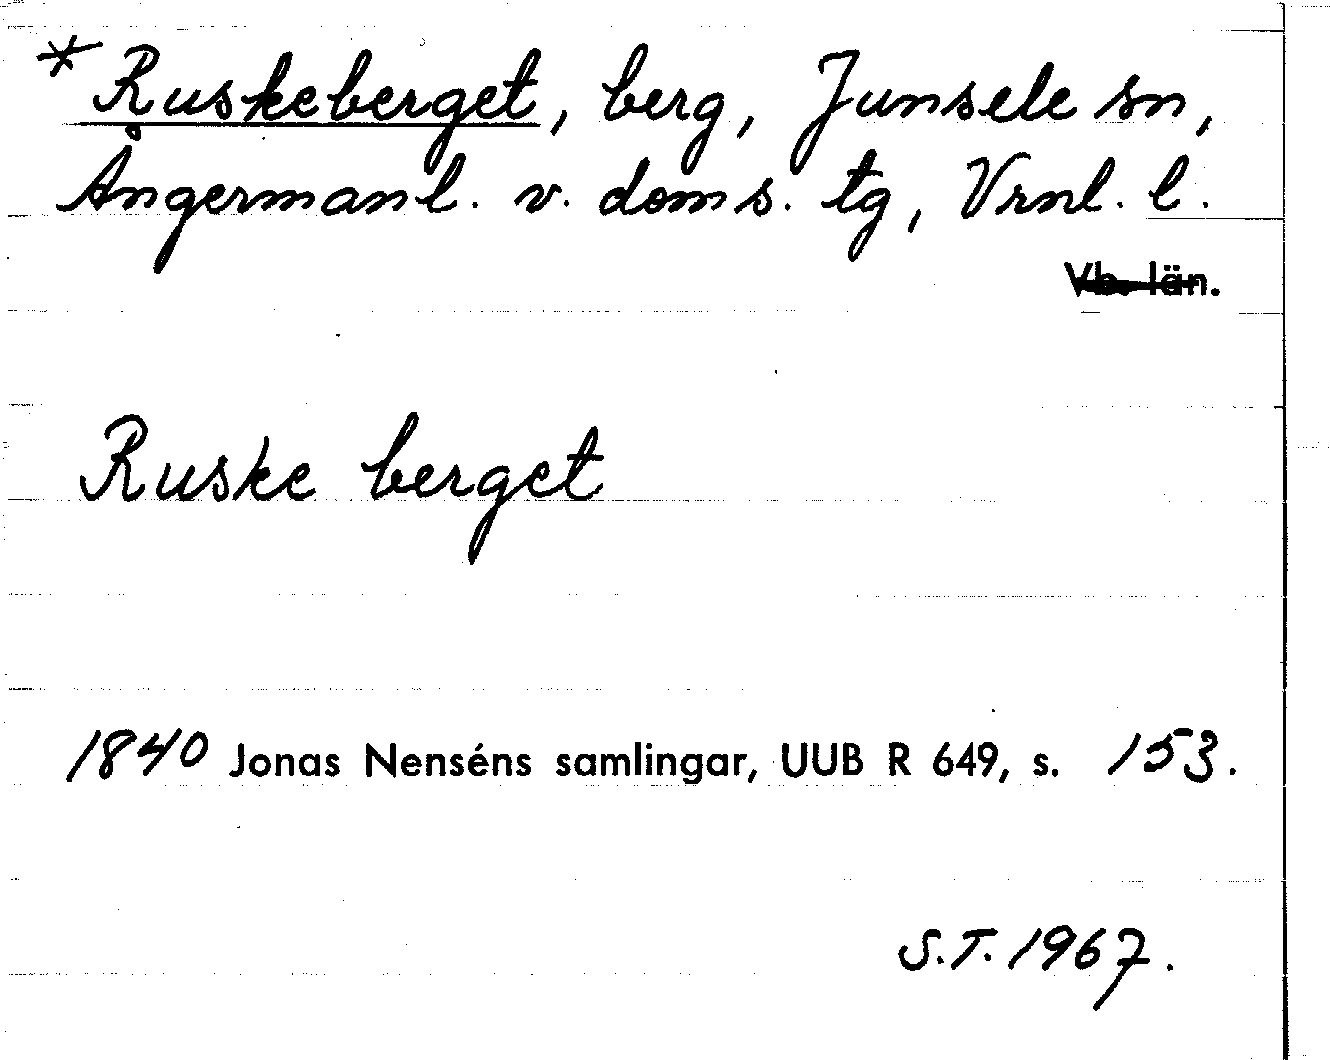 * Ruskeberget, berg, Junsele sn,
Ångermanl. v. doms. tg, Vrnl. l.
Vb. län.
Ruske berget
1840 Jonas Nenséns samlingar, UUB R 649, s. 153.
S.T. 1967.